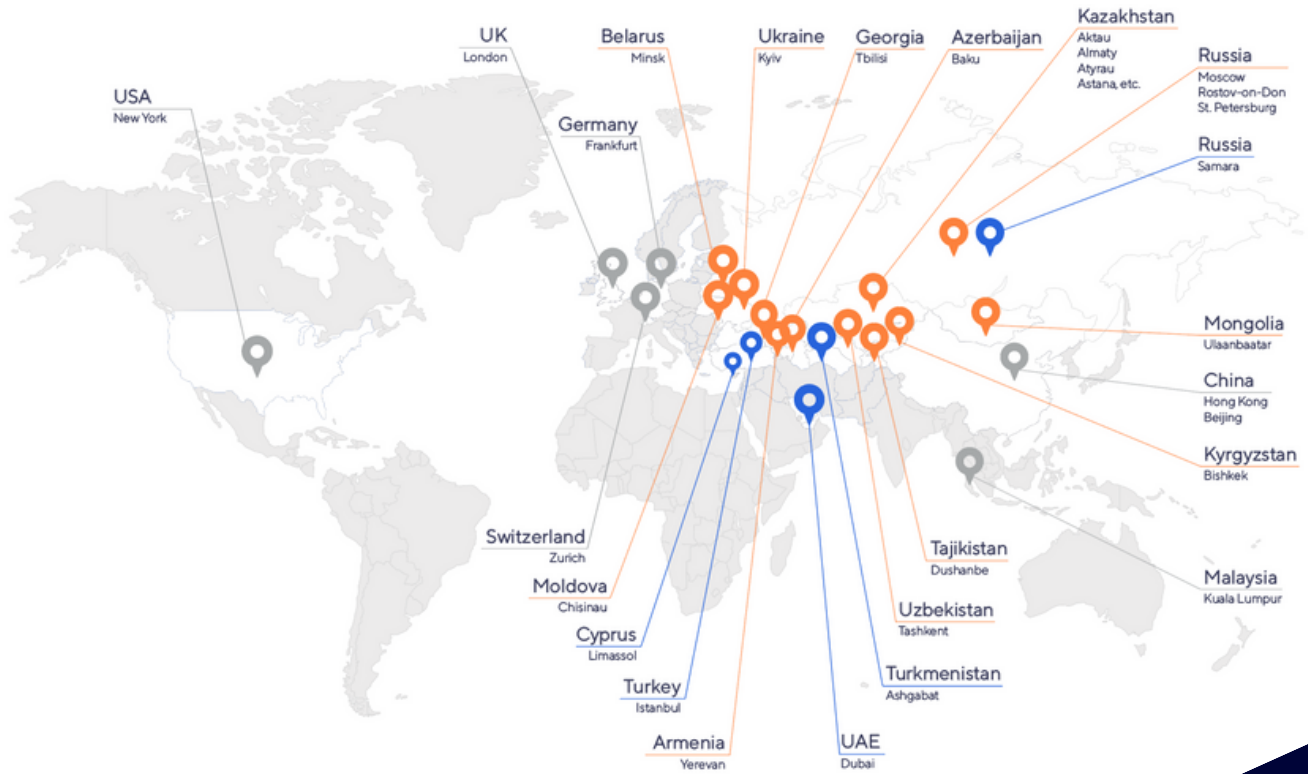 USA
New York
UK
London
Germany
Frankfurt
Belarus
Minsk
Ukraine
Kyiv
Georgia
Tbilisi
Azerbaijan
Baku
Kazakhstan
Aktau
Almaty
Atyrau
Astana, etc.
Russia
Moscow
Rostov-on-Don
St. Petersburg
Russia
Samara
Mongolia
Ulaanbaatar
China
Hong Kong
Beijing
Kyrgyzstan
Bishkek
Malaysia
Kuala Lumpur
Switzerland
Zurich
Moldova
Chisinau
Cyprus
Limassol
Turkey
Istanbul
Armenia
Yerevan
Tajikistan
Dushanbe
Uzbekistan
Tashkent
Turkmenistan
Ashgabat
UAE
Dubai